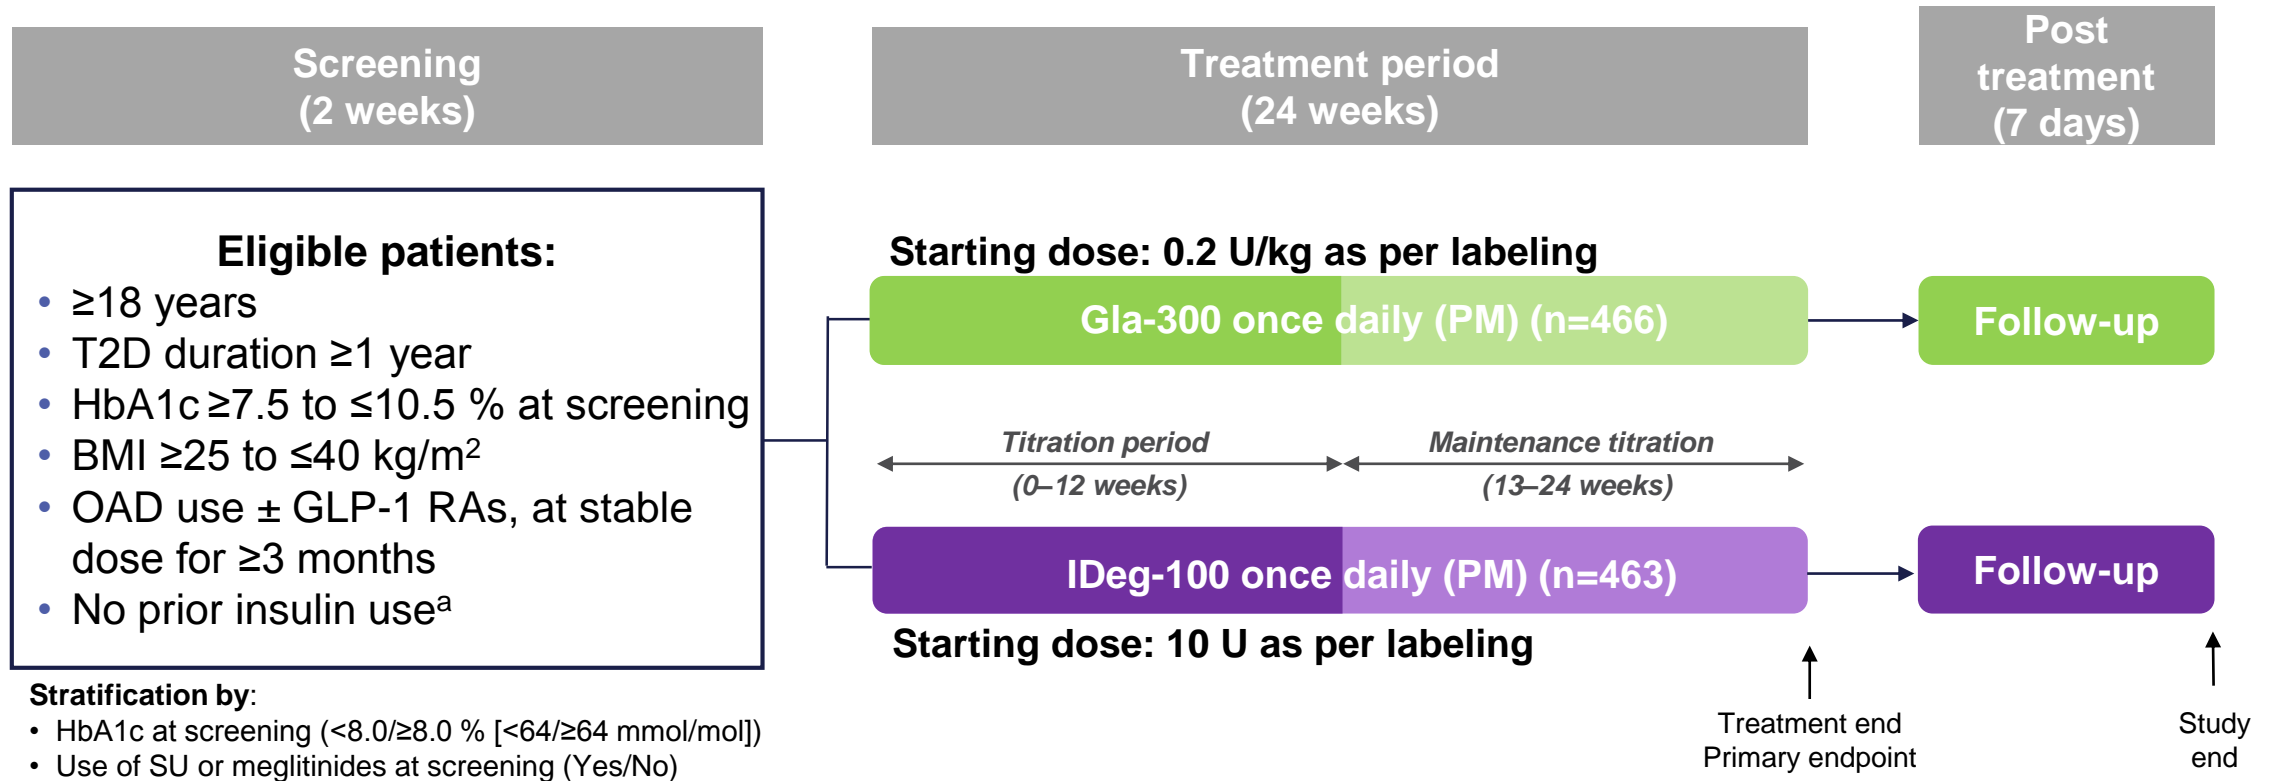 Screening
(2 weeks)
Treatment period
(24 weeks)
Post
treatment
(7 days)
Eligible patients:
• ≥18 years
• T2D duration ≥1 year
• HbA1c ≥7.5 to ≤10.5 % at screening
• BMI ≥25 to ≤40 kg/m²
• OAD use ± GLP-1 RAs, at stable
dose for ≥3 months
• No prior insulin useᵃ
Stratification by:
• HbA1c at screening (<8.0/≥8.0 % [<64/≥64 mmol/mol])
• Use of SU or meglitinides at screening (Yes/No)
Starting dose: 0.2 U/kg as per labeling
Gla-300 once daily (PM) (n=466)
Follow-up
Titration period
(0–12 weeks)
Maintenance titration
(13–24 weeks)
IDeg-100 once daily (PM) (n=463)
Follow-up
Starting dose: 10 U as per labeling
Treatment end
Primary endpoint
Study
end